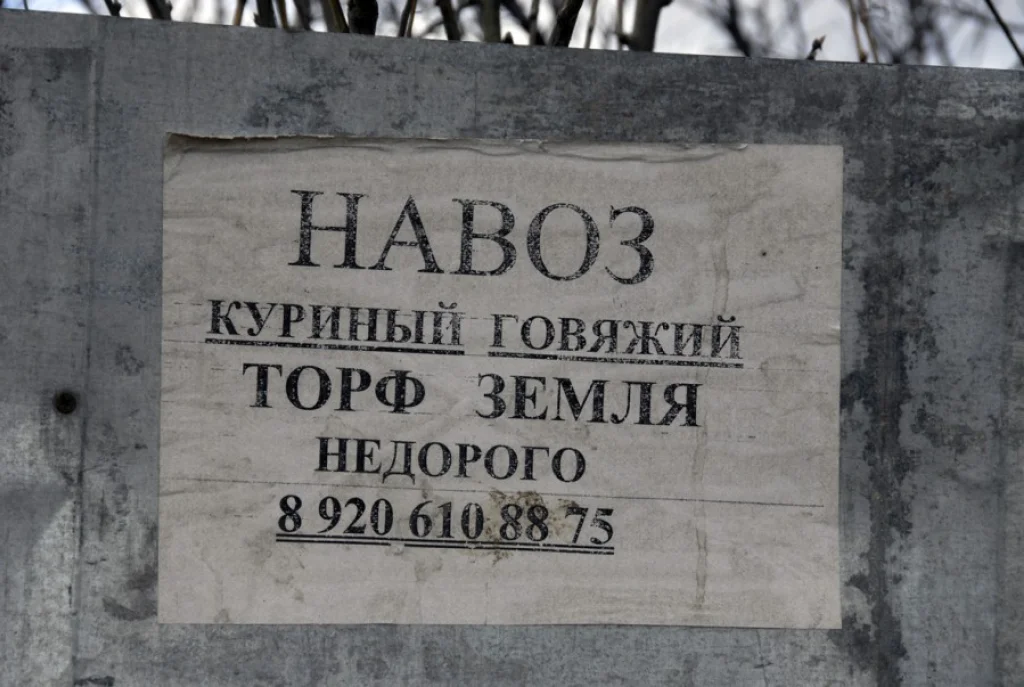 НАВОЗ
КУРИНЫЙ ГОВЯЖИЙ
ТОРФ ЗЕМЛЯ
НЕДОРОГО
8 920 610 88 75